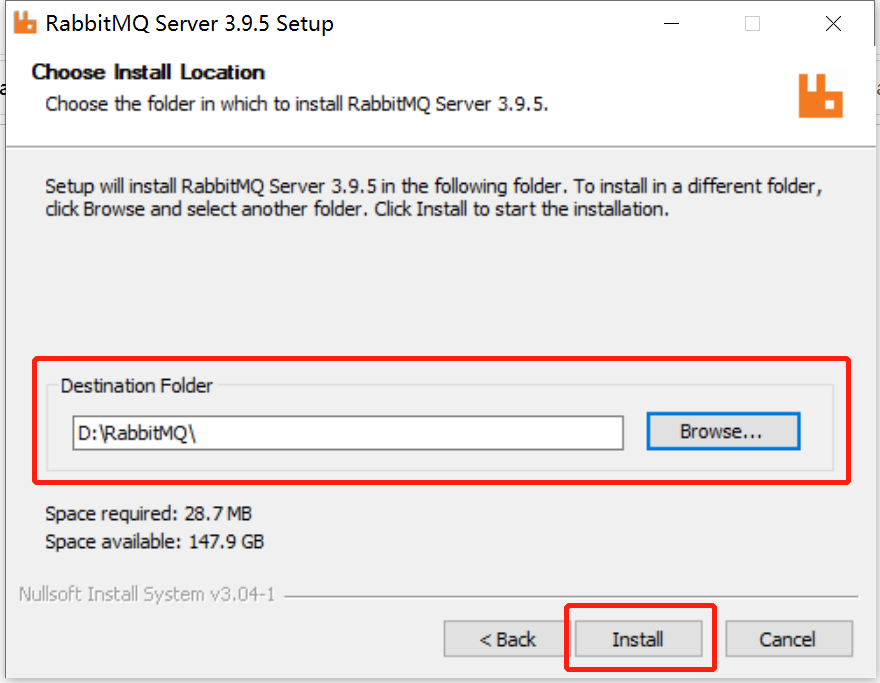 RabbitMQ Server 3.9.5 Setup
Choose Install Location
Choose the folder in which to install RabbitMQ Server 3.9.5.
Setup will install RabbitMQ Server 3.9.5 in the following folder. To install in a different folder,
click Browse and select another folder. Click Install to start the installation.
Destination Folder
D:\RabbitMQ\
Browse...
Space required: 28.7 MB
Space available: 147.9 GB
Nullsoft Install System v3.04-1
< Back
Install
Cancel